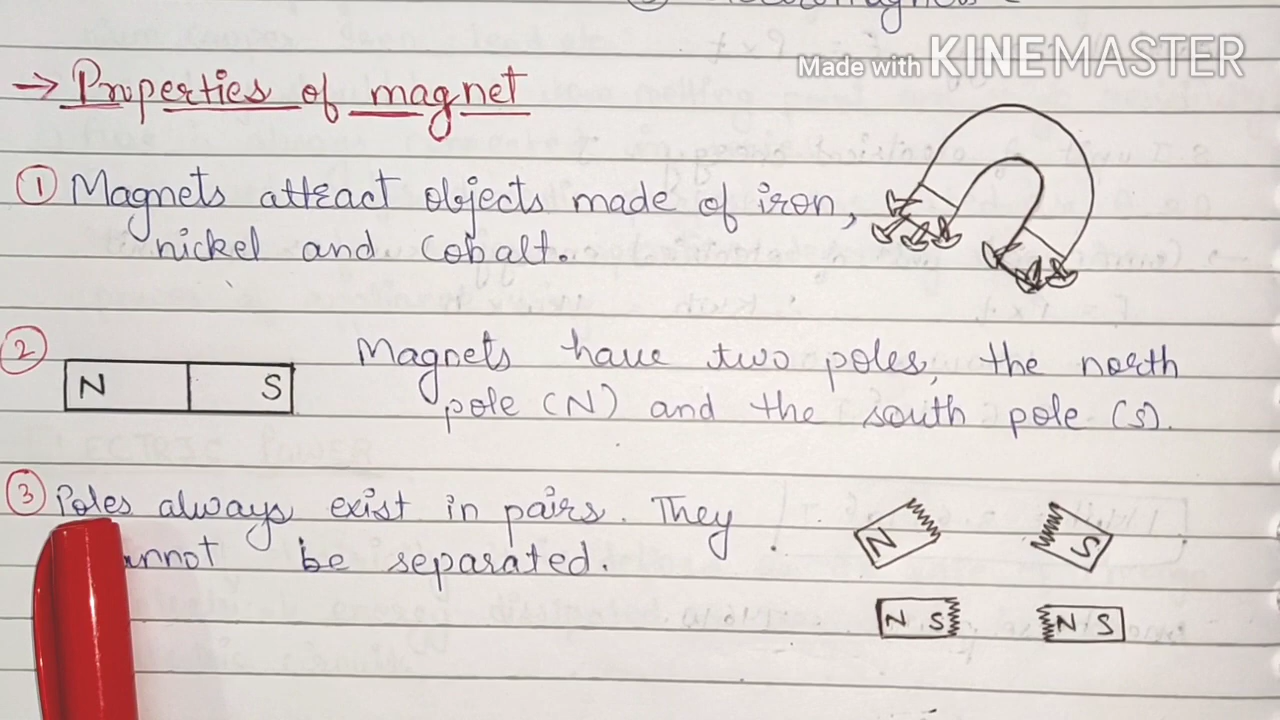 Made with KINEMASTER
→ Properties of magnet
① Magnets attract objects made of iron,
nickel and Cobalt.
②
N S
Magnets have two poles, the north
pole (N) and the south pole (S).
③ Poles always exist in pairs. They
annot be separated.
N S
N S N S